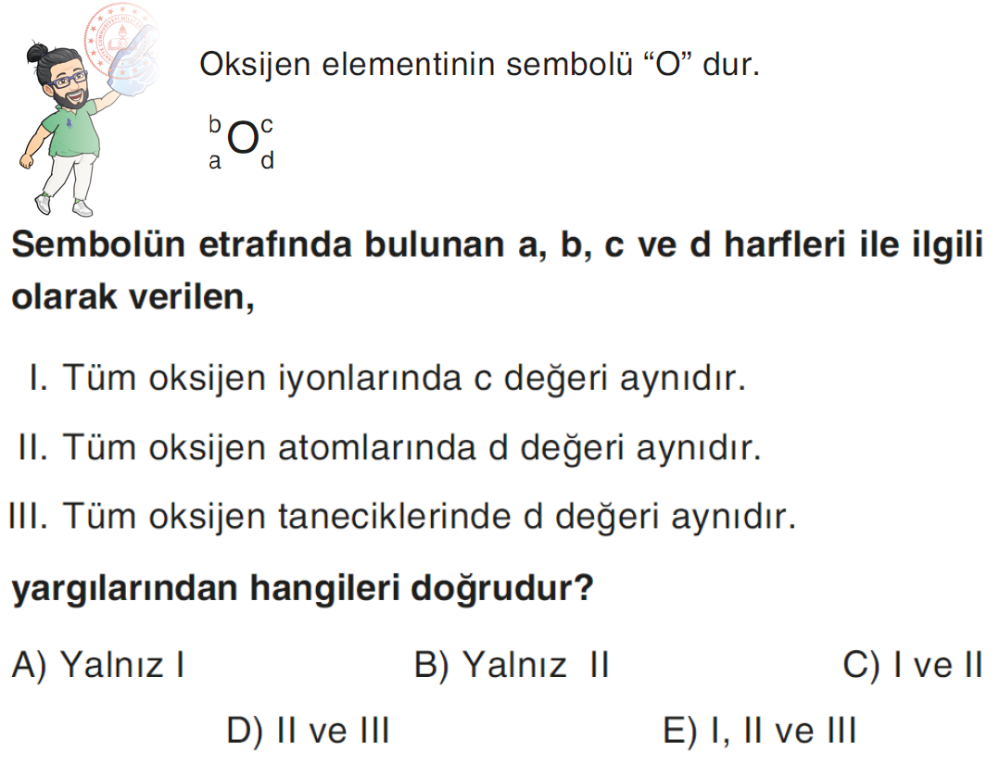 Oksijen elementinin sembolü “O” dur.
b O c
a d
Sembolün etrafında bulunan a, b, c ve d harfleri ile ilgili
olarak verilen,
I. Tüm oksijen iyonlarında c değeri aynıdır.
II. Tüm oksijen atomlarında d değeri aynıdır.
III. Tüm oksijen taneciklerinde d değeri aynıdır.
yargılarından hangileri doğrudur?
A) Yalnız I B) Yalnız II C) I ve II
D) II ve III E) I, II ve III